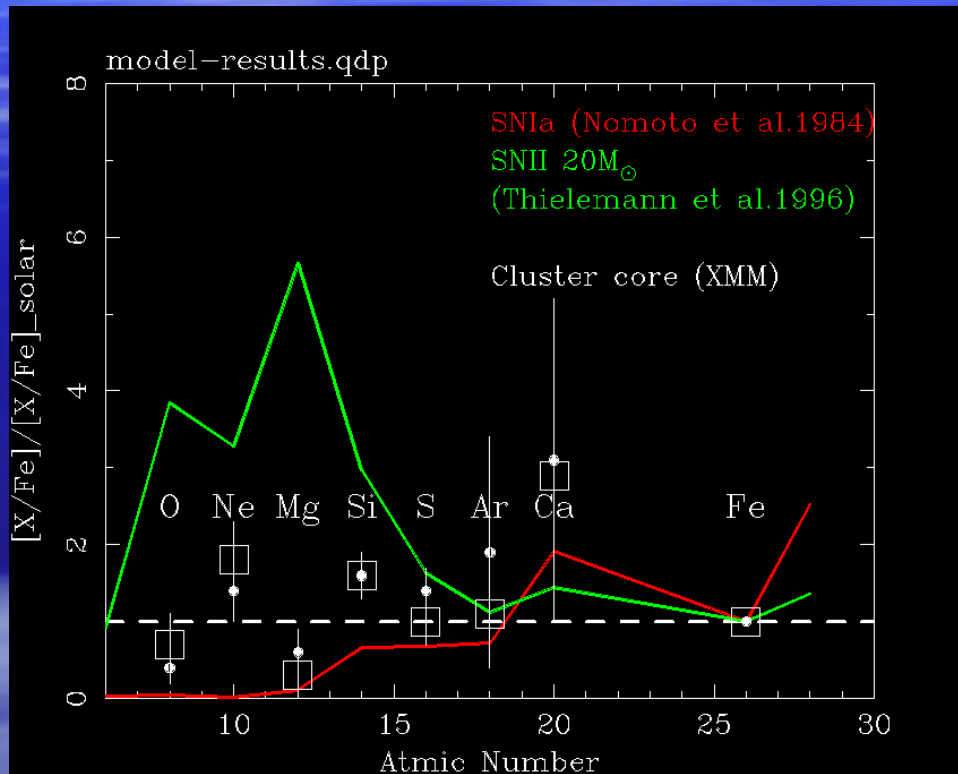 model-results.qdp
8
6
4
2
0
[X/Fe]/[X/Fe]_solar
SNIa (Nomoto et al.1984)
SNII 20M⊙
(Thielemann et al.1996)
Cluster core (XMM)
O Ne Mg Si S Ar Ca Fe
10 15 20 25 30
Atmic Number